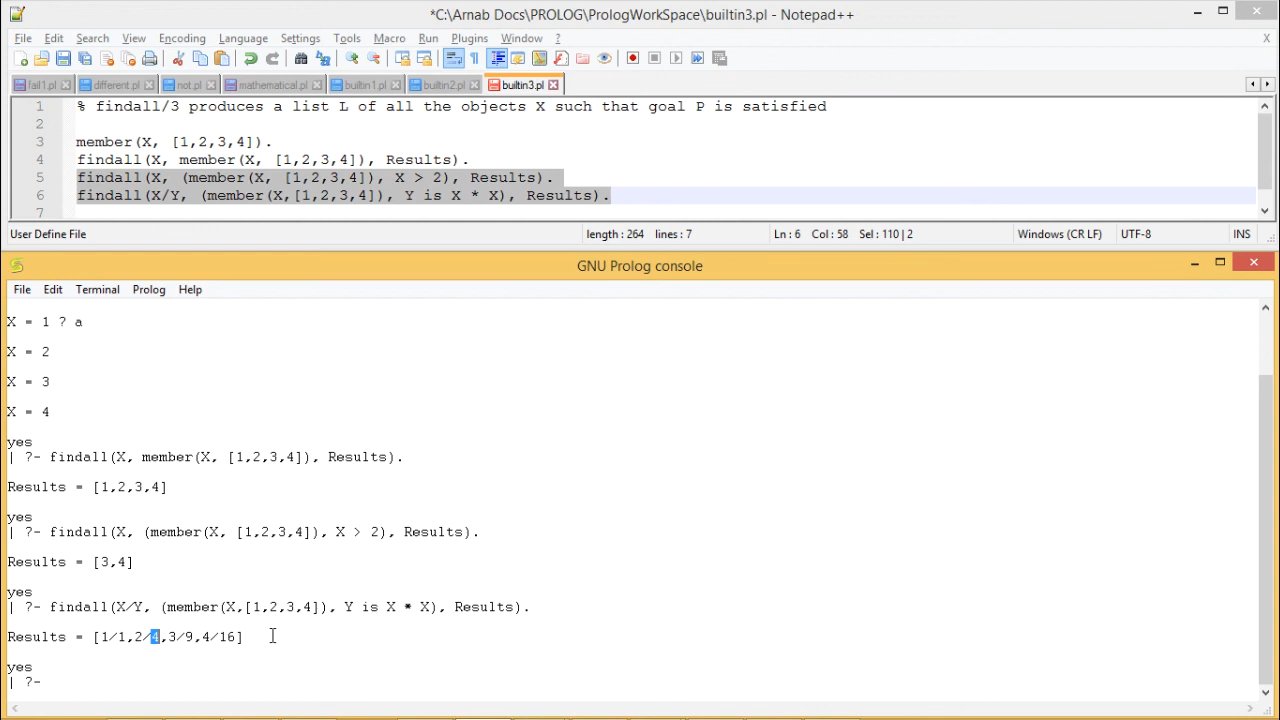 *C:\Arnab Docs\PROLOG\PrologWorkSpace\builtin3.pl - Notepad++
File Edit Search View Encoding Language Settings Tools Macro Run Plugins Window ? X
fail1.pl different.pl not.pl mathematical.pl builtin1.pl builtin2.pl builtin3.pl
1 % findall/3 produces a list L of all the objects X such that goal P is satisfied
2
3 member(X, [1,2,3,4]).
4 findall(X, member(X, [1,2,3,4]), Results).
5 findall(X, (member(X, [1,2,3,4]), X > 2), Results).
6 findall(X/Y, (member(X,[1,2,3,4]), Y is X * X), Results).
7
User Define File length : 264 lines : 7 Ln : 6 Col : 58 Sel : 110 | 2 Windows (CR LF) UTF-8 INS
GNU Prolog console
File Edit Terminal Prolog Help
X = 1 ? a
X = 2
X = 3
X = 4
yes
| ?- findall(X, member(X, [1,2,3,4]), Results).
Results = [1,2,3,4]
yes
| ?- findall(X, (member(X, [1,2,3,4]), X > 2), Results).
Results = [3,4]
yes
| ?- findall(X/Y, (member(X,[1,2,3,4]), Y is X * X), Results).
Results = [1/1,2/4,3/9,4/16]
yes
| ?-